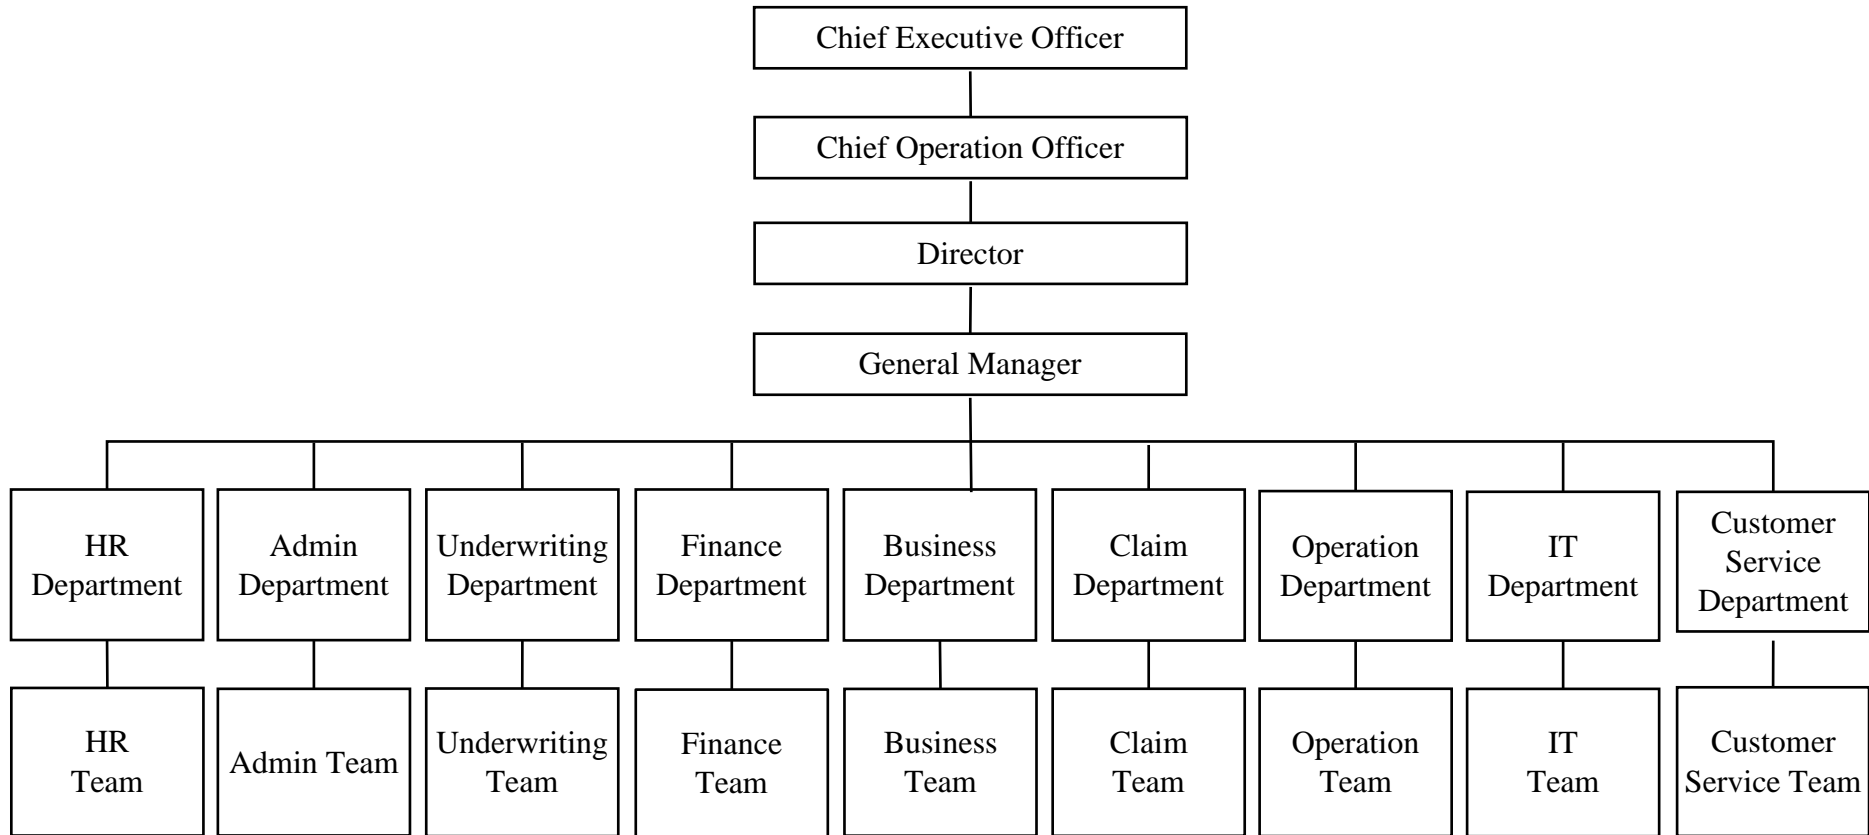 Chief Executive Officer
Chief Operation Officer
Director
General Manager
HR
Department
Admin
Department
Underwriting
Department
Finance
Department
Business
Department
Claim
Department
Operation
Department
IT
Department
Customer
Service
Department
HR
Team
Admin Team
Underwriting
Team
Finance
Team
Business
Team
Claim
Team
Operation
Team
IT
Team
Customer
Service Team